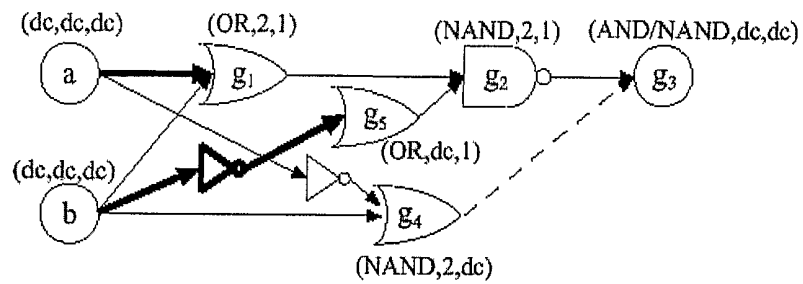 (dc,dc,dc)
(OR,2,1)
(NAND,2,1)
(AND/NAND,dc,dc)
a
g1
g2
g3
g5
(OR,dc,1)
(dc,dc,dc)
b
g4
(NAND,2,dc)